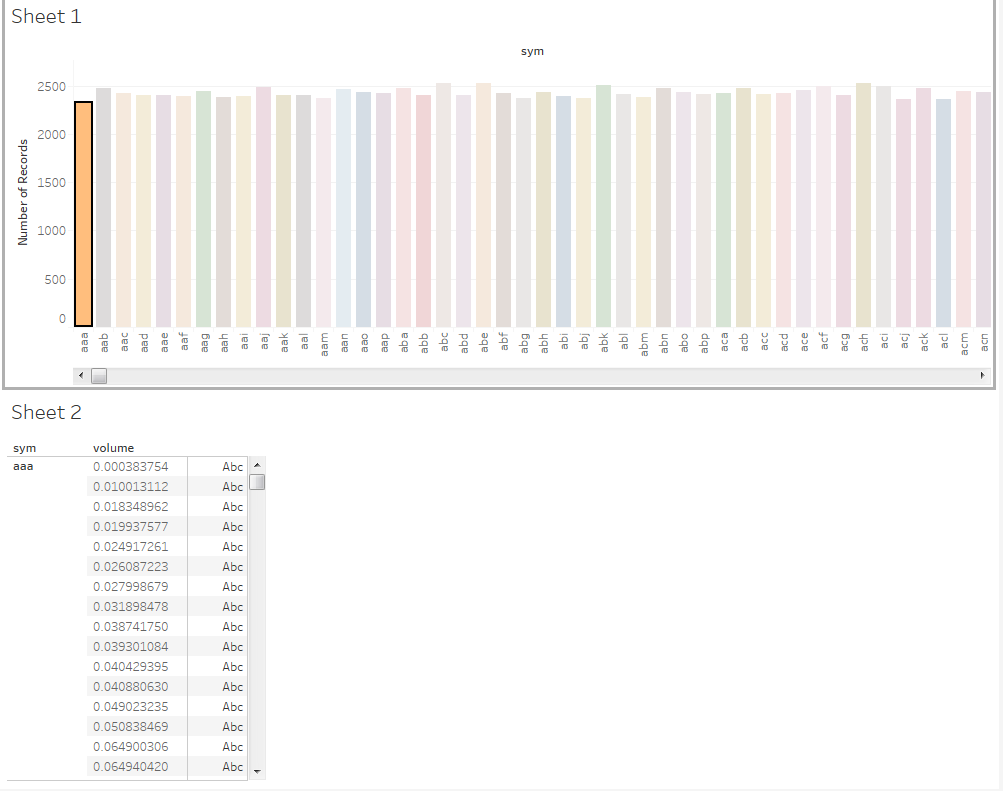 Sheet 1
sym
Number of Records
2500
2000
1500
1000
500
0
aaa aab aac aad aae aaf aag aah aai aaj aak aal aam aan aao aap aba abb abc abd abe abf abg abh abi abj abk abl abm abn abo abp aca acb acc acd ace acf acg ach aci acj ack acl acm acn
Sheet 2
sym volume
aaa 0.000383754 Abc
0.010013112 Abc
0.018348962 Abc
0.019937577 Abc
0.024917261 Abc
0.026087223 Abc
0.027998679 Abc
0.031898478 Abc
0.038741750 Abc
0.039301084 Abc
0.040429395 Abc
0.040880630 Abc
0.049023235 Abc
0.050838469 Abc
0.064900306 Abc
0.064940420 Abc